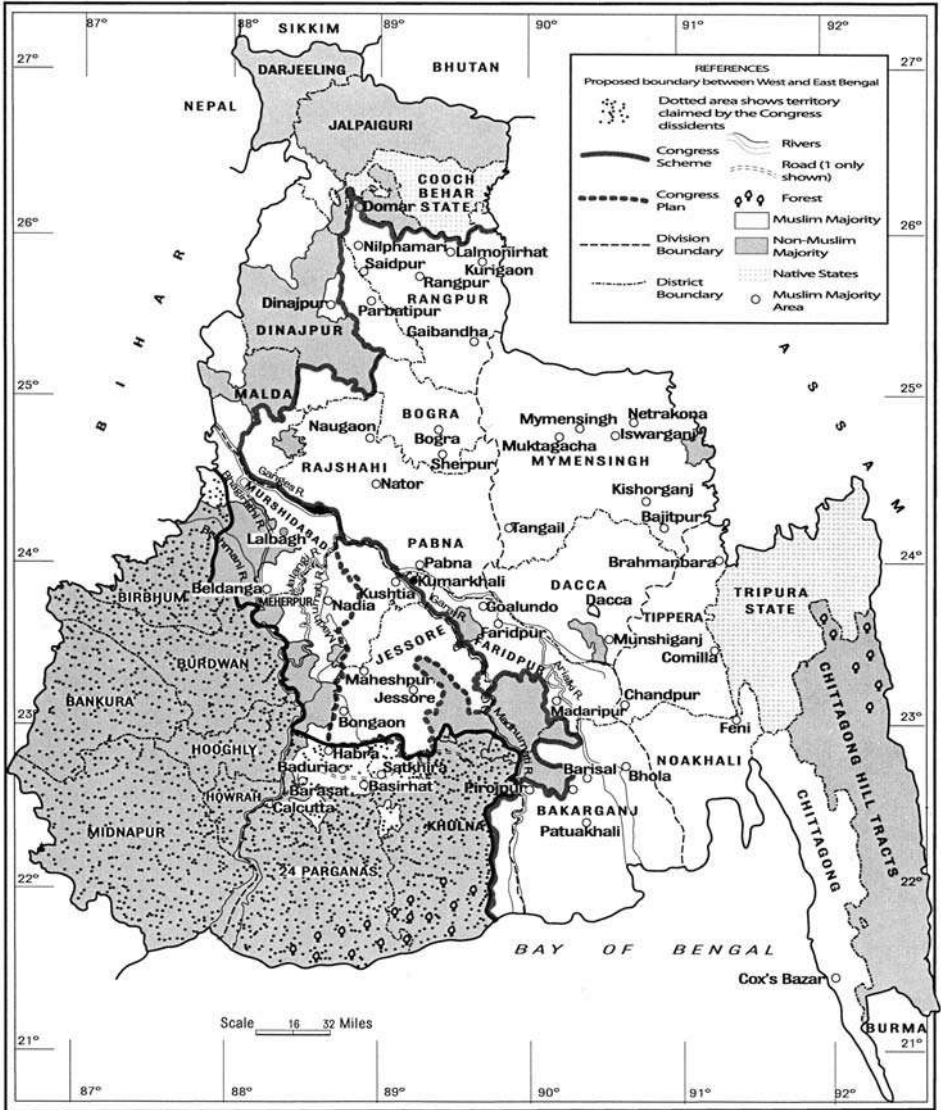 87° 88° 89° 90° 91° 92°
SIKKIM
27° 27°
DARJEELING
BHUTAN
NEPAL
JALPAIGURI
REFERENCES
Proposed boundary between West and East Bengal
Dotted area shows territory
claimed by the Congress
dissidents
Congress
Scheme
Congress
Plan
Division
Boundary
District
Boundary
Rivers
Road (1 only
shown)
Forest
Muslim Majority
Non-Muslim
Majority
Native States
Muslim Majority
Area
COOCH
BEHAR
STATE
26° 26°
Domar
Nilphamari
Lalmonirhat
Saidpur
Kurigaon
Rangpur
RANGPUR
Dinajpur
Parbatipur
DINAJPUR
Gaibandha
BIHAR
ASSAM
25° 25°
MALDA
BOGRA
Naugaon
Bogra
Sherpur
RAJSHAHI
Nator
Mymensingh
Netrakona
Muktagacha
Iswarganj
MYMENSINGH
Kishorganj
Bajitpur
Tangail
Ganges R.
Bhagirathi R.
MURSHIDABAD
24° 24°
Lalbagh
Brahmani R.
PABNA
Pabna
Brahmanbara
Jalangi R.
Beldanga
Kumarkhali
Kushtia
DACCA
Dacca
TRIPURA
STATE
BIRBHUM
MEHERPUR
Nadia
Goalundo
TIPPERA
Garai R.
Faridpur
Munshiganj
BURDWAN
JESSORE
FARIDPUR
Comilla
BANKURA
Maheshpur
Jessore
Chandpur
Madaripur
23° 23°
Bongaon
Madhumati R.
Feni
HOOGHLY
Habra
NOAKHALI
Baduria
Satkhira
Barisal
Bhola
HOWRAH
Barasat
Basirhat
Pirojpur
Calcutta
BAKARGANJ
MIDNAPUR
KHULNA
Patuakhali
CHITTAGONG
CHITTAGONG HILL TRACTS
22° 22°
24 PARGANAS
BAY OF BENGAL
Cox's Bazar
Scale 16 32 Miles
BURMA
21° 21°
87° 88° 89° 90° 91° 92°